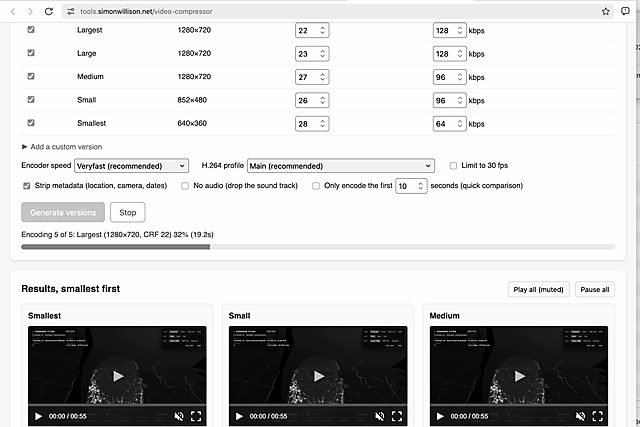 tools.simonwillison.net/video-compressor
Largest 1280×720 22 128 kbps
Large 1280×720 23 128 kbps
Medium 1280×720 27 96 kbps
Small 852×480 26 96 kbps
Smallest 640×360 28 64 kbps
▶ Add a custom version
Encoder speed Veryfast (recommended) H.264 profile Main (recommended) Limit to 30 fps
Strip metadata (location, camera, dates) No audio (drop the sound track) Only encode the first 10 seconds (quick comparison)
Generate versions Stop
Encoding 5 of 5: Largest (1280×720, CRF 22) 32% (19.2s)
Results, smallest first Play all (muted) Pause all
Smallest Small Medium
00:00 / 00:55 00:00 / 00:55 00:00 / 00:55